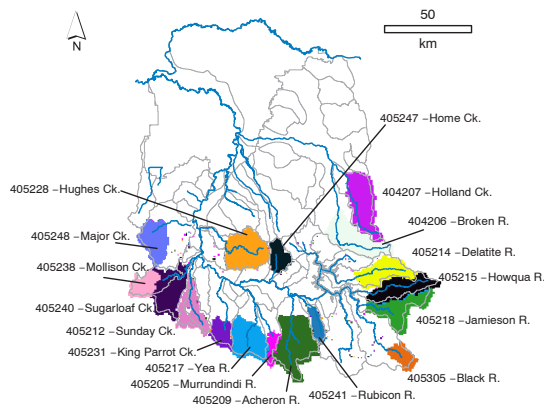 50
km
N
405247 –Home Ck.
405228 –Hughes Ck.
404207 –Holland Ck.
404206 –Broken R.
405248 –Major Ck.
405214 –Delatite R.
405238 –Mollison Ck.
405215 –Howqua R.
405240 –Sugarloaf Ck.
405218 –Jamieson R.
405212 –Sunday Ck.
405231 –King Parrot Ck.
405217 –Yea R.
405305 –Black R.
405205 –Murrundindi R.
405241 –Rubicon R.
405209 –Acheron R.